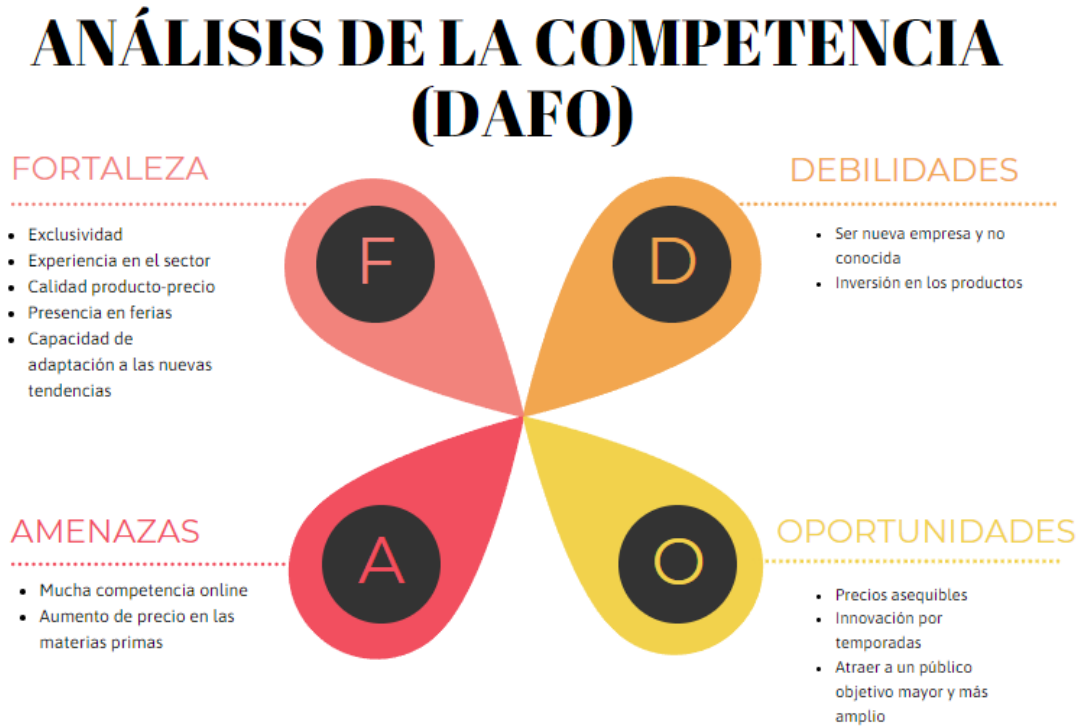 ANÁLISIS DE LA COMPETENCIA
(DAFO)
FORTALEZA
• Exclusividad
• Experiencia en el sector
• Calidad producto-precio
• Presencia en ferias
• Capacidad de
adaptación a las nuevas
tendencias
F
D
DEBILIDADES
• Ser nueva empresa y no
conocida
• Inversión en los productos
AMENAZAS
• Mucha competencia online
• Aumento de precio en las
materias primas
A
O
OPORTUNIDADES
• Precios asequibles
• Innovación por
temporadas
• Atraer a un público
objetivo mayor y más
amplio